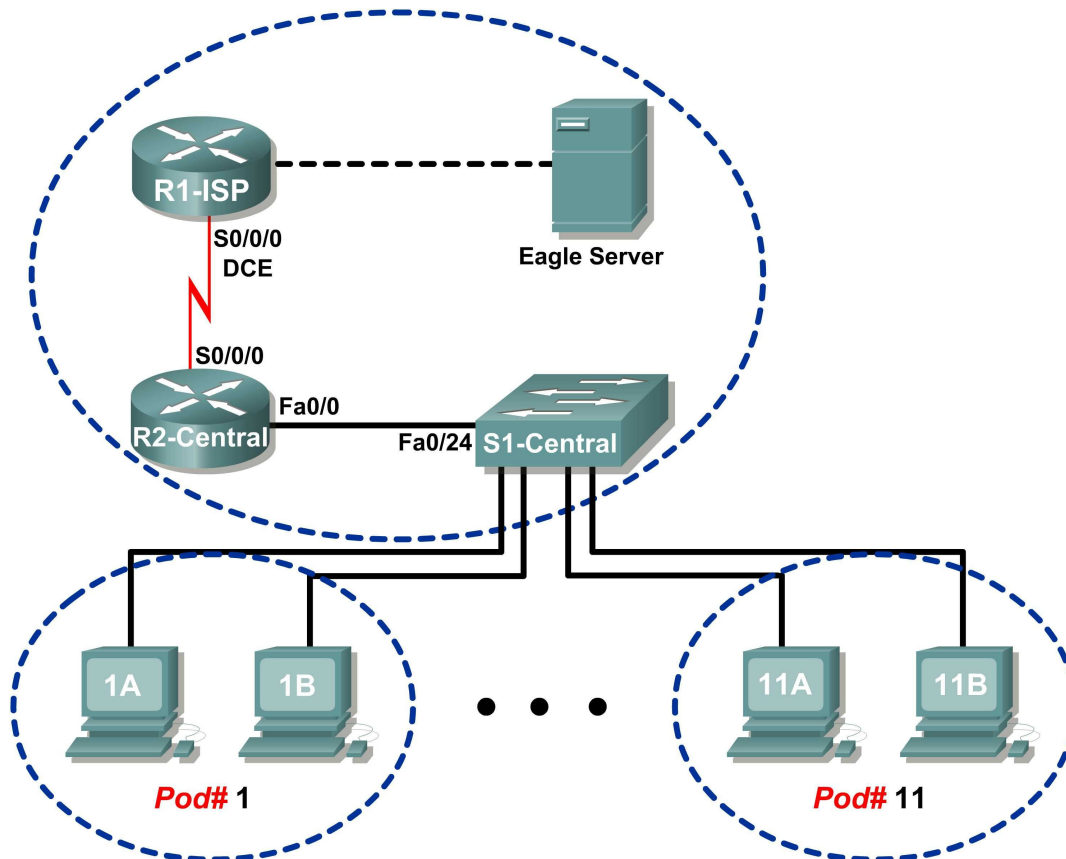 R1-ISP
Eagle Server
S0/0/0
DCE
S0/0/0
R2-Central
Fa0/0
Fa0/24
S1-Central
1A
1B
11A
11B
Pod# 1
Pod# 11